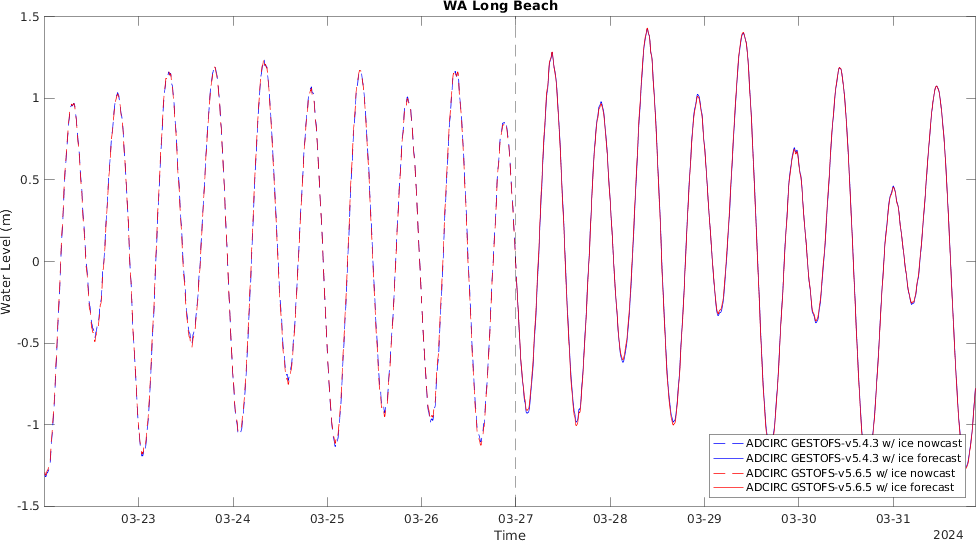 WA Long Beach
1.5
1
0.5
0
-0.5
-1
-1.5
Water Level (m)
03-23
03-24
03-25
03-26
03-27
03-28
03-29
03-30
03-31
Time
2024
ADCIRC GESTOFS-v5.4.3 w/ ice nowcast
ADCIRC GESTOFS-v5.4.3 w/ ice forecast
ADCIRC GSTOFS-v5.6.5 w/ ice nowcast
ADCIRC GSTOFS-v5.6.5 w/ ice forecast